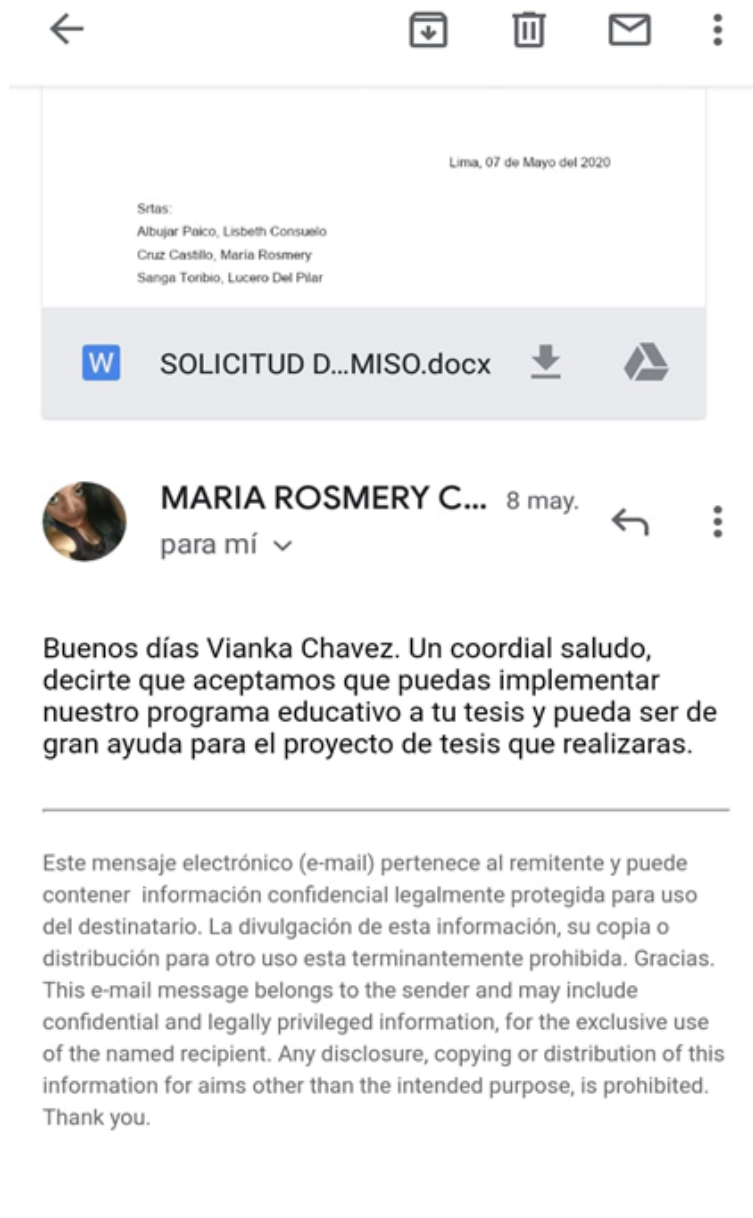 Lima, 07 de Mayo del 2020
Srtas:
Albujar Paico, Lisbeth Consuelo
Cruz Castillo, María Rosmery
Sanga Toribio, Lucero Del Pilar
W SOLICITUD D...MISO.docx
MARIA ROSMERY C... 8 may.
para mí
Buenos días Vianka Chavez. Un coordial saludo,
decirte que aceptamos que puedas implementar
nuestro programa educativo a tu tesis y pueda ser de
gran ayuda para el proyecto de tesis que realizaras.
Este mensaje electrónico (e-mail) pertenece al remitente y puede
contener información confidencial legalmente protegida para uso
del destinatario. La divulgación de esta información, su copia o
distribución para otro uso esta terminantemente prohibida. Gracias.
This e-mail message belongs to the sender and may include
confidential and legally privileged information, for the exclusive use
of the named recipient. Any disclosure, copying or distribution of this
information for aims other than the intended purpose, is prohibited.
Thank you.